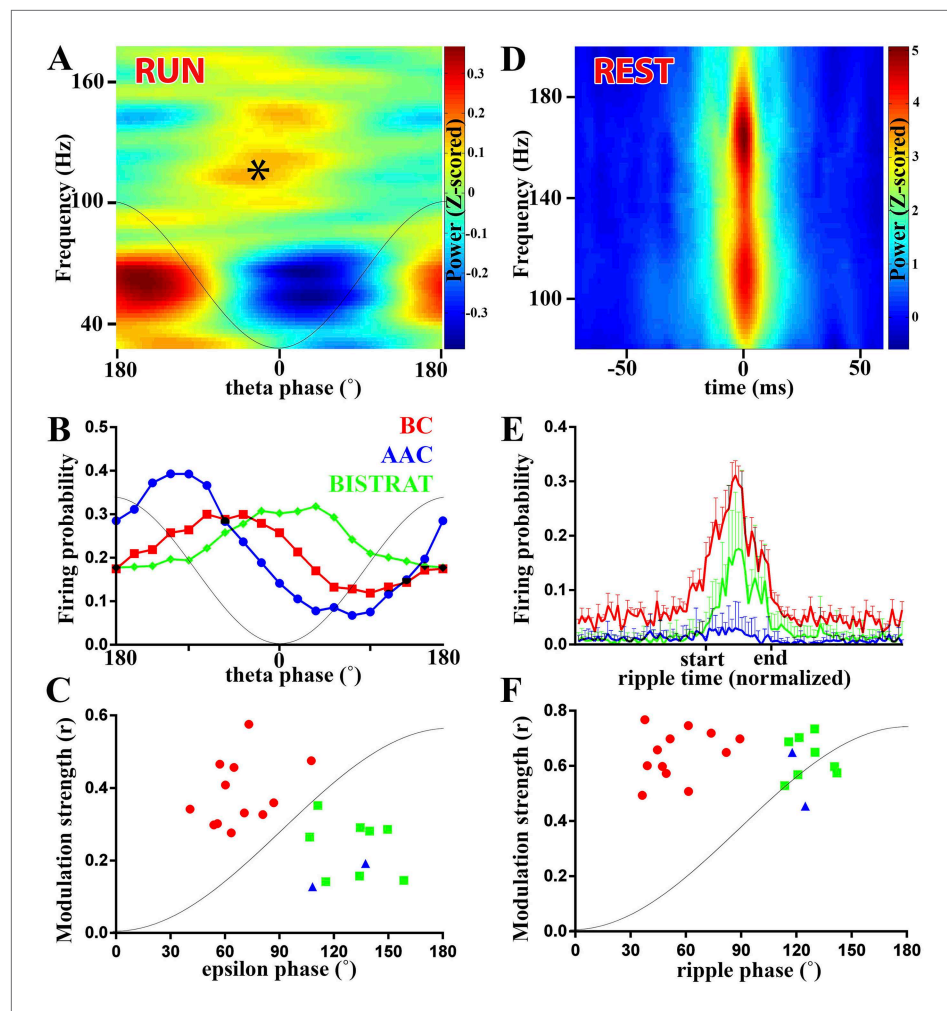 A
RUN
160
100
40
Frequency (Hz)
180
0
180
theta phase (°)
0.3
0.2
0.1
0
-0.1
-0.2
-0.3
Power (Z-scored)
D
REST
180
140
100
Frequency (Hz)
-50
0
50
time (ms)
5
4
3
2
1
0
Power (Z-scored)
B
BC
AAC
BISTRAT
0.5
0.4
0.3
0.2
0.1
0.0
Firing probability
180
0
180
theta phase (°)
E
0.4
0.3
0.2
0.1
0.0
Firing probability
start
end
ripple time (normalized)
C
0.6
0.4
0.2
0.0
Modulation strength (r)
0
30
60
90
120
150
180
epsilon phase (°)
F
0.8
0.6
0.4
0.2
0.0
Modulation strength (r)
0
30
60
90
120
150
180
ripple phase (°)